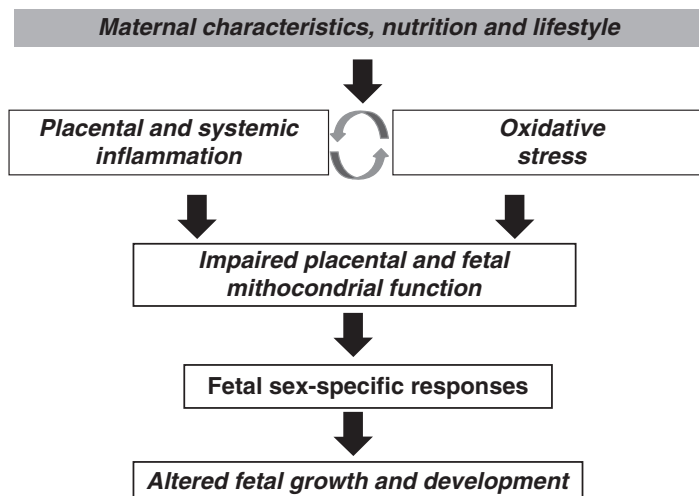 Maternal characteristics, nutrition and lifestyle
Placental and systemic
inflammation
Oxidative
stress
Impaired placental and fetal
mithocondrial function
Fetal sex-specific responses
Altered fetal growth and development